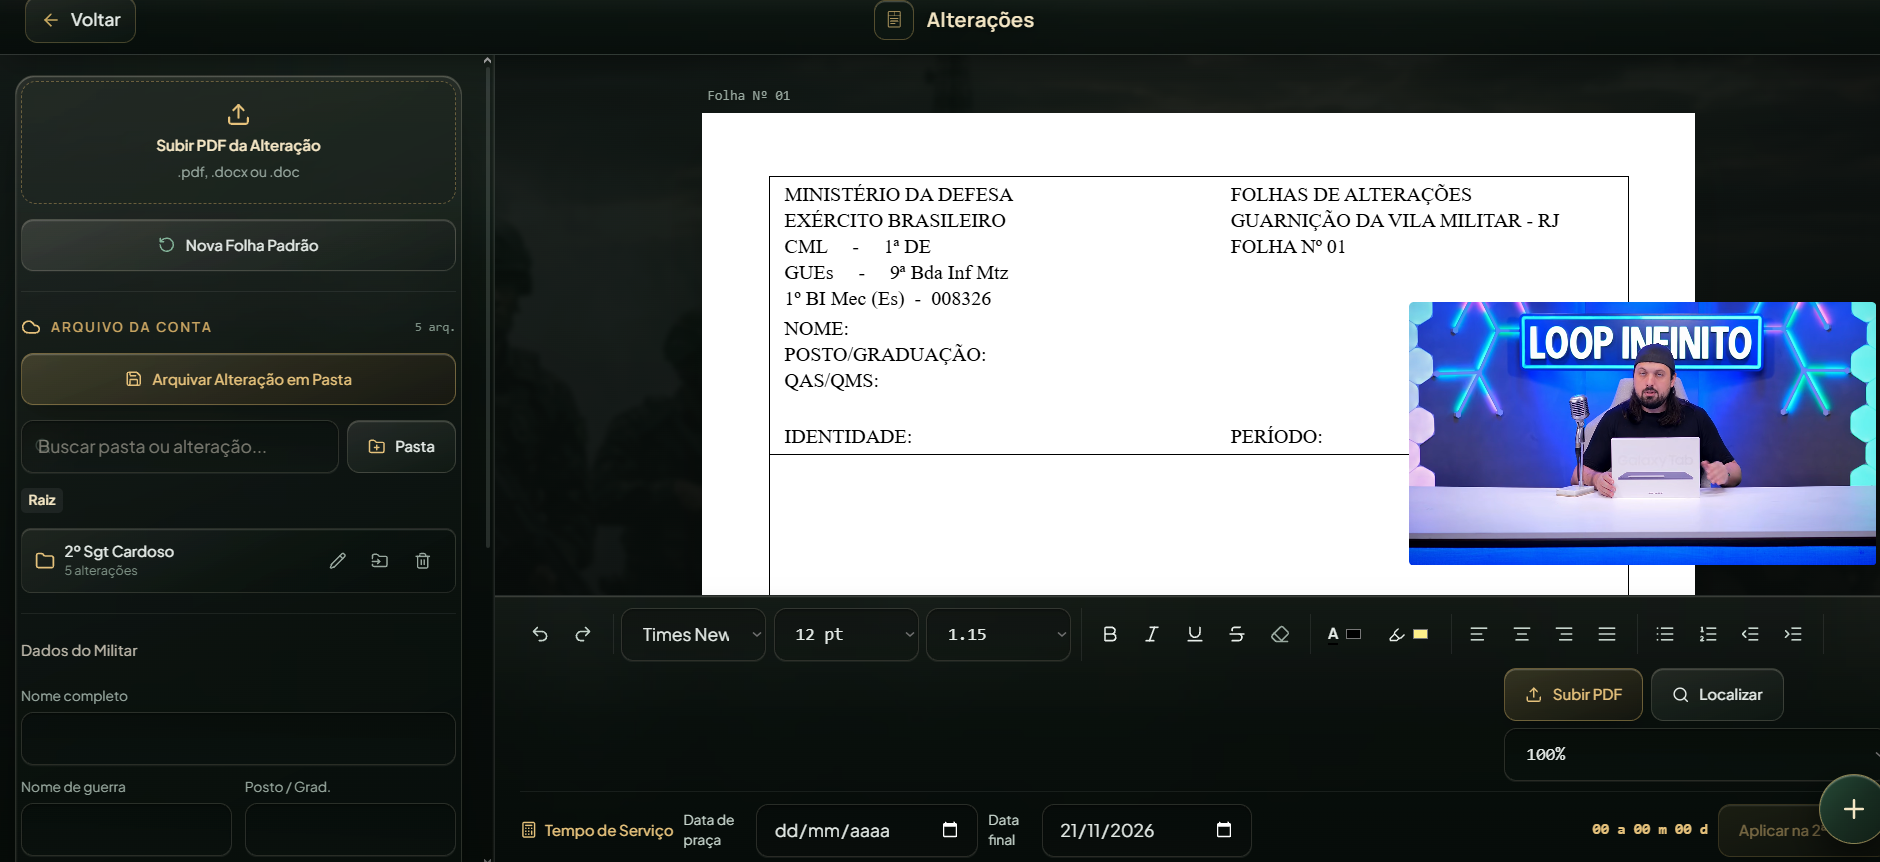 Voltar
Alterações
Subir PDF da Alteração
.pdf, .docx ou .doc
Nova Folha Padrão
ARQUIVO DA CONTA
5 arq.
Arquivar Alteração em Pasta
Buscar pasta ou alteração...
Pasta
Raiz
2º Sgt Cardoso
5 alterações
Dados do Militar
Nome completo
Nome de guerra
Posto / Grad.
Folha Nº 01
MINISTÉRIO DA DEFESA
EXÉRCITO BRASILEIRO
CML - 1ª DE
GUEs - 9ª Bda Inf Mtz
1º BI Mec (Es) - 008326
FOLHAS DE ALTERAÇÕES
GUARNIÇÃO DA VILA MILITAR - RJ
FOLHA Nº 01
NOME:
POSTO/GRADUAÇÃO:
QAS/QMS:
IDENTIDADE:
PERÍODO:
LOOP INFINITO
Times New
12 pt
1.15
Subir PDF
Localizar
100%
Tempo de Serviço
Data de
praça
dd/mm/aaaa
Data
final
21/11/2026
00 a 00 m 00 d
Aplicar na 2ª